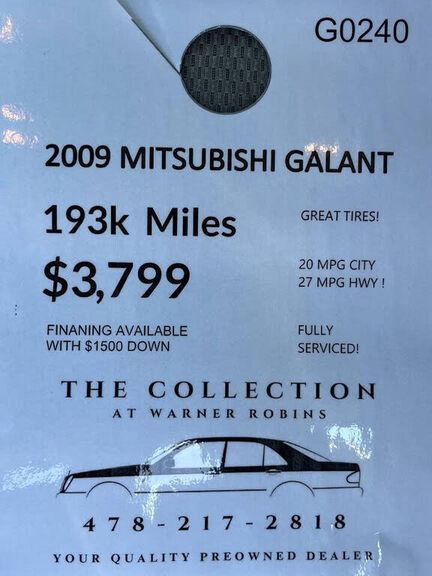 G0240
2009 MITSUBISHI GALANT
193k Miles
GREAT TIRES!
$3,799
20 MPG CITY
27 MPG HWY !
FINANING AVAILABLE
WITH $1500 DOWN
FULLY
SERVICED!
THE COLLECTION
AT WARNER ROBINS
478-217-2818
YOUR QUALITY PREOWNED DEALER